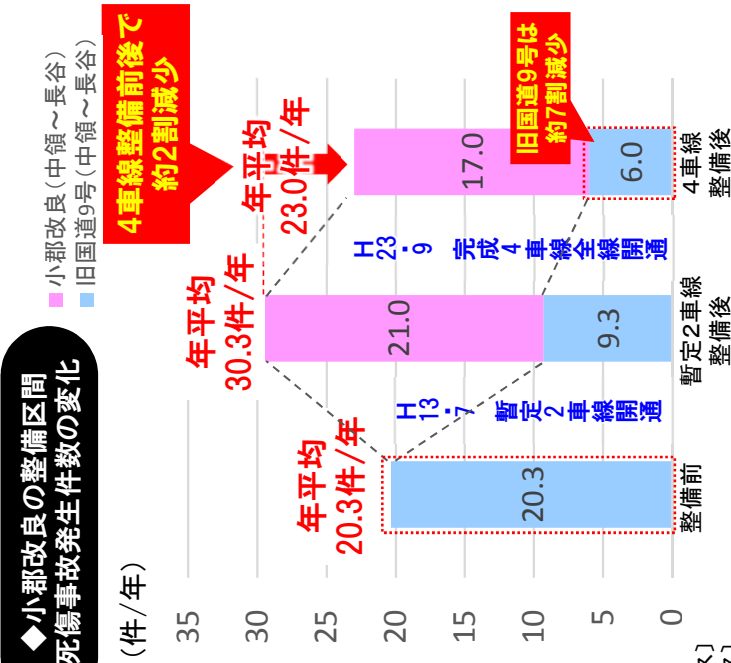 ◆小郡改良の整備区間
死傷事故発生件数の変化
■小郡改良(中領～長谷)
■旧国道9号(中領～長谷)
4車線整備前後で
約2割減少
(件/年)
35
30
25
20
15
10
5
0
年平均
20.3件/年
20.3
整備前
H13.7 暫定2車線開通
年平均
30.3件/年
21.0
9.3
暫定2車線
整備後
H23.9 完成4車線全線開通
年平均
23.0件/年
17.0
6.0
4車線
整備後
旧国道9号は
約7割減少
ス]